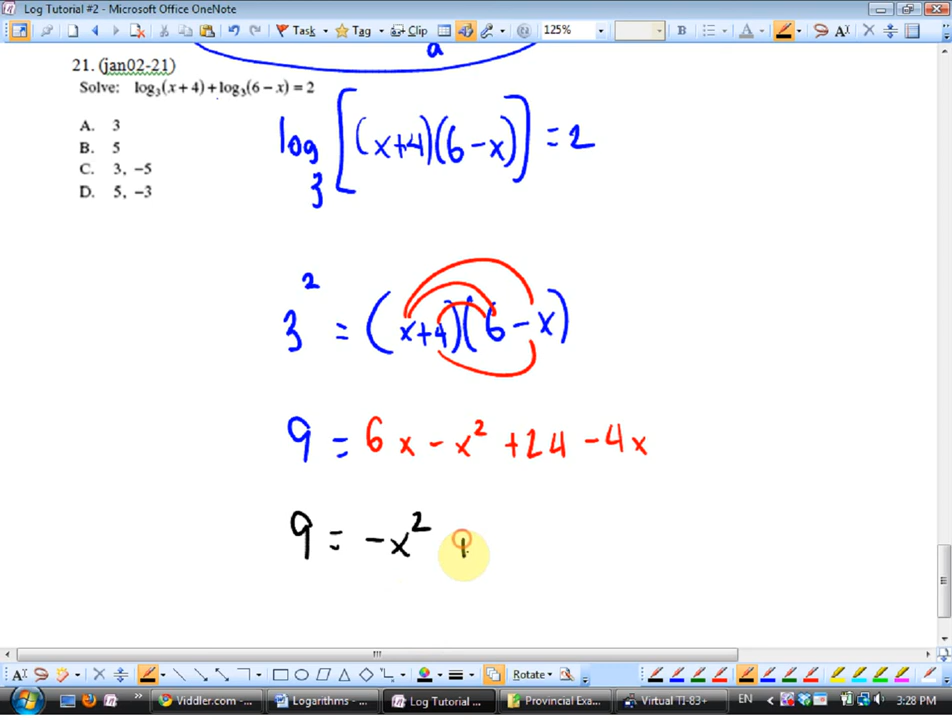 Log Tutorial #2 - Microsoft Office OneNote
Task Tag Clip 125% B
a
21. (jan02-21)
Solve: log₃(x + 4) + log₃(6 − x) = 2
A. 3
B. 5
C. 3, −5
D. 5, −3
log₃[(x+4)(6−x)] = 2
3² = (x+4)(6−x)
9 = 6x − x² + 24 − 4x
9 = −x²
Rotate
Viddler.com - ... Logarithms - ... Log Tutorial ... Provincial Exa... Virtual TI-83+ EN 3:28 PM